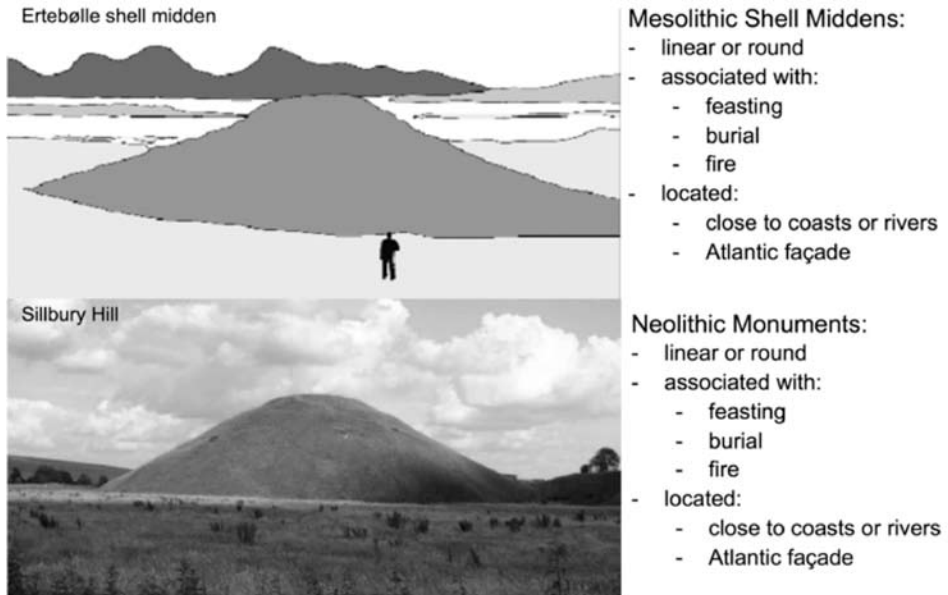 Ertebølle shell midden
Mesolithic Shell Middens:
- linear or round
- associated with:
- feasting
- burial
- fire
- located:
- close to coasts or rivers
- Atlantic façade
Sillbury Hill
Neolithic Monuments:
- linear or round
- associated with:
- feasting
- burial
- fire
- located:
- close to coasts or rivers
- Atlantic façade